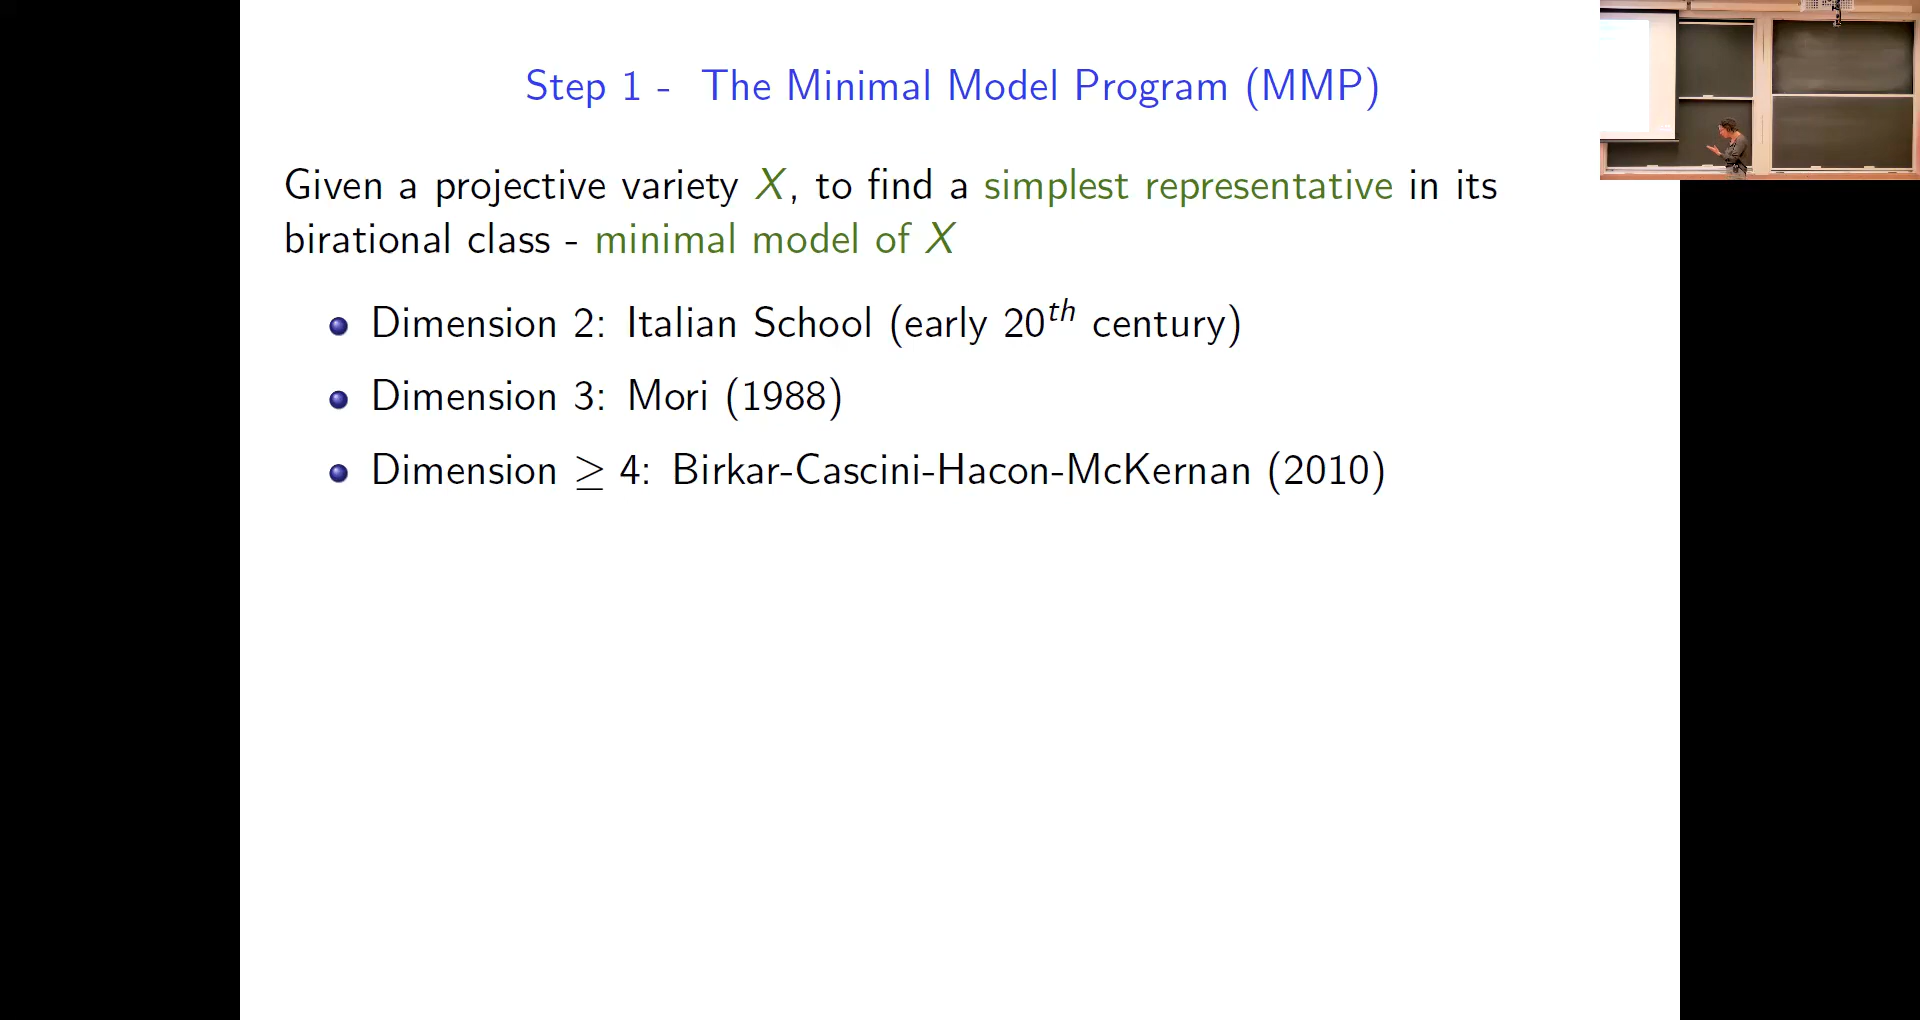 Step 1 - The Minimal Model Program (MMP)
Given a projective variety X, to find a simplest representative in its
birational class - minimal model of X
Dimension 2: Italian School (early 20th century)
Dimension 3: Mori (1988)
Dimension ≥ 4: Birkar-Cascini-Hacon-McKernan (2010)